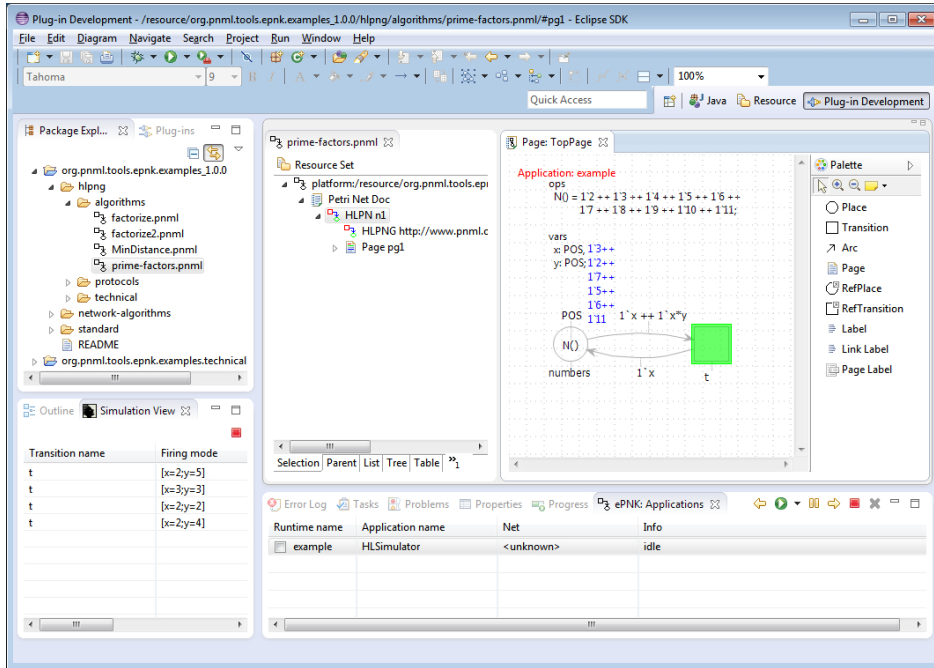 Plug-in Development - /resource/org.pnml.tools.epnk.examples_1.0.0/hlpng/algorithms/prime-factors.pnml/#pg1 - Eclipse SDK
File Edit Diagram Navigate Search Project Run Window Help
Tahoma 9 B I A 100%
Quick Access Java Resource Plug-in Development
Package Expl... Plug-ins
org.pnml.tools.epnk.examples_1.0.0
hlpng
algorithms
factorize.pnml
factorize2.pnml
MinDistance.pnml
prime-factors.pnml
protocols
technical
network-algorithms
standard
README
org.pnml.tools.epnk.examples.technical
Outline Simulation View
Transition name Firing mode
t [x=2;y=5]
t [x=3;y=3]
t [x=2;y=2]
t [x=2;y=4]
prime-factors.pnml
Resource Set
platform:/resource/org.pnml.tools.epn
Petri Net Doc
HLPN n1
HLPNG http://www.pnml.o
Page pg1
Selection Parent List Tree Table »1
Page: TopPage
Application: example
ops
N() = 1`2 ++ 1`3 ++ 1`4 ++ 1`5 ++ 1`6 ++
1`7 ++ 1`8 ++ 1`9 ++ 1`10 ++ 1`11;
vars
x: POS, 1`3++
y: POS; 1`2++
1`7++
1`5++
1`6++
POS 1`11 1`x ++ 1`x*y
N()
numbers 1`x t
Palette
Place
Transition
Arc
Page
RefPlace
RefTransition
Label
Link Label
Page Label
Error Log Tasks Problems Properties Progress ePNK: Applications
Runtime name Application name Net Info
example HLSimulator <unknown> idle